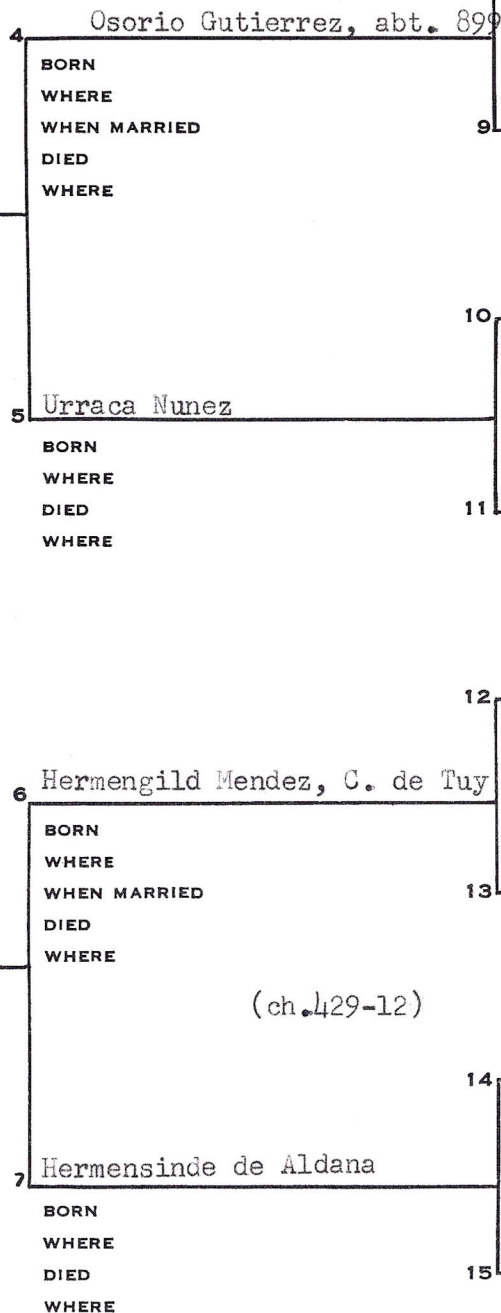 Osorio Gutierrez, abt. 899
4
BORN
WHERE
WHEN MARRIED
9
DIED
WHERE
10
Urraca Nunez
5
BORN
WHERE
DIED
11
WHERE
12
Hermengild Mendez, C. de Tuy
6
BORN
WHERE
WHEN MARRIED
13
DIED
WHERE
(ch.429-12)
14
Hermensinde de Aldana
7
BORN
WHERE
DIED
15
WHERE